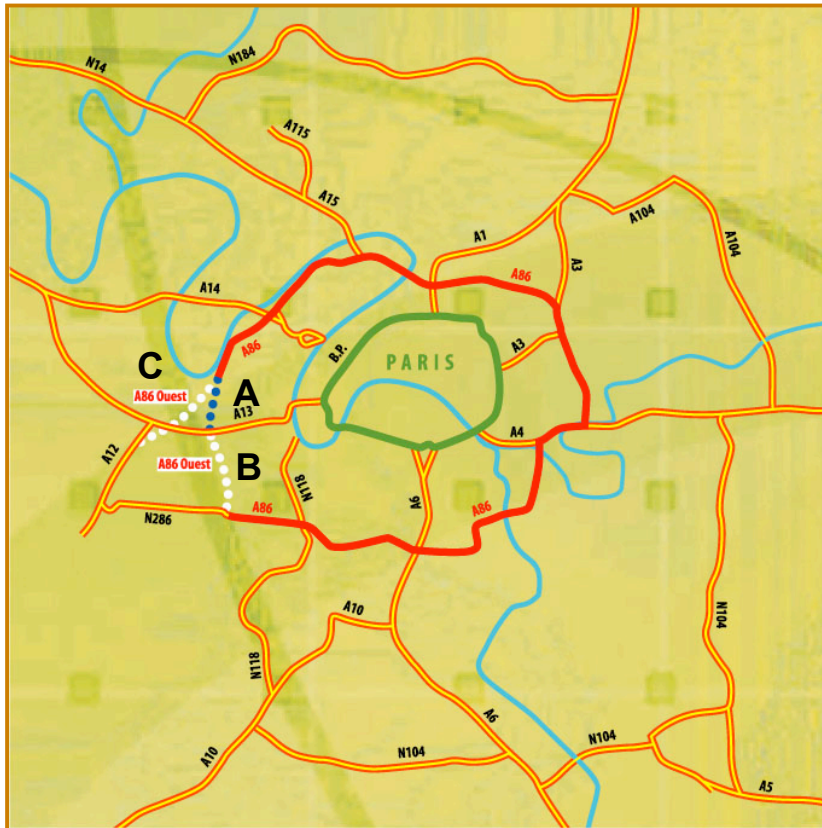 N14
N184
A115
A15
A1
A104
A104
A3
A86
A14
A86
B.P.
PARIS
A3
C
A86 Ouest
A
A13
A12
A86 Ouest
B
A4
N118
A6
A86
A86
N286
A10
N104
N118
A6
N104
N104
A10
A5